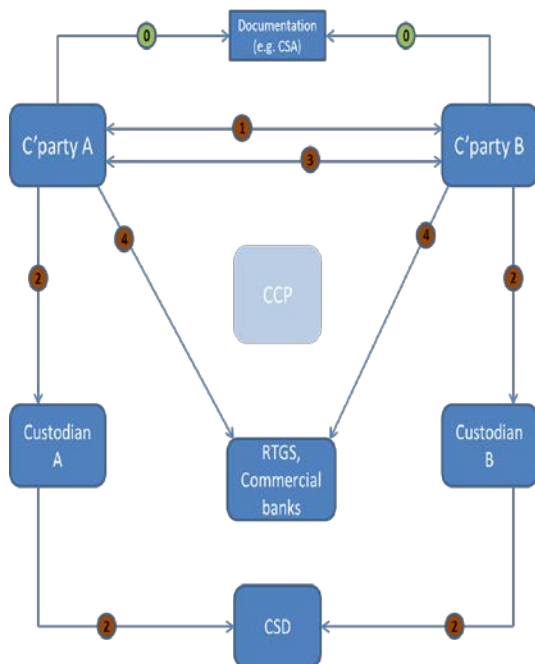 Documentation
(e.g. CSA)
0
0
C'party A
C'party B
1
3
4
4
2
2
CCP
Custodian
A
Custodian
B
RTGS,
Commercial
banks
2
2
CSD